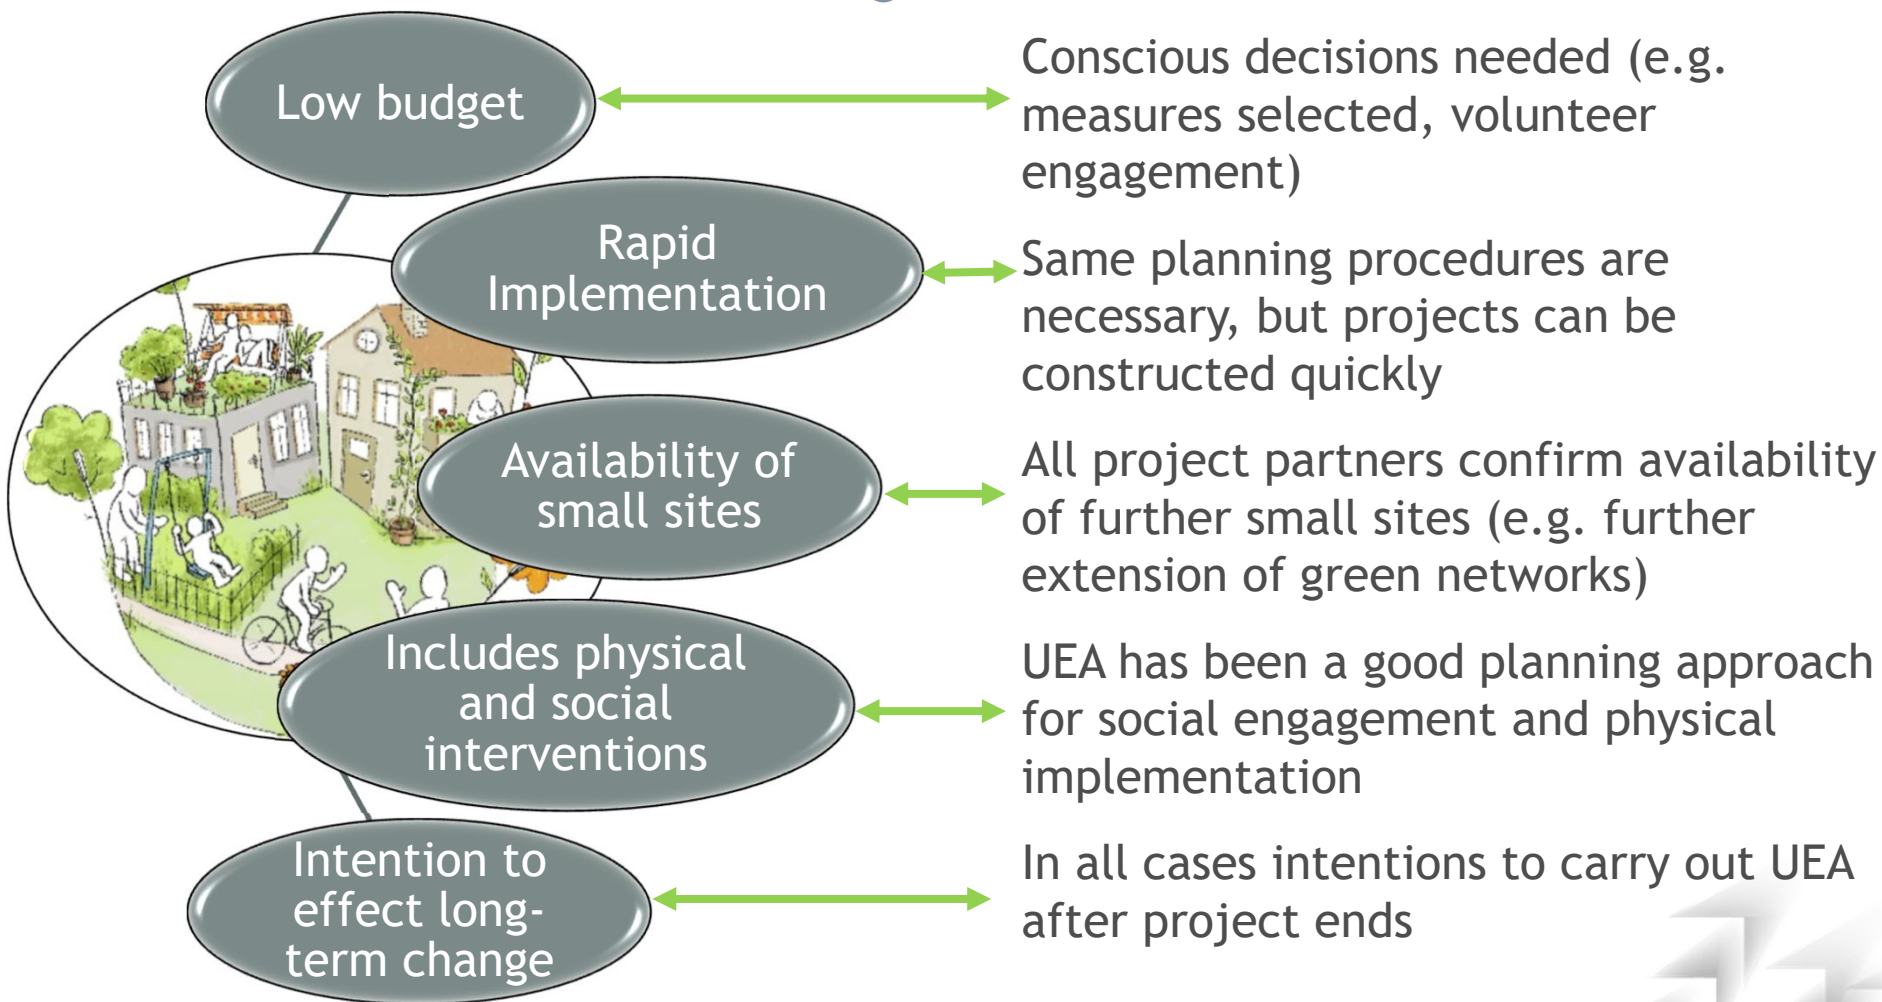 Low budget
Conscious decisions needed (e.g.
measures selected, volunteer
engagement)
Rapid
Implementation
Same planning procedures are
necessary, but projects can be
constructed quickly
Availability of
small sites
All project partners confirm availability
of further small sites (e.g. further
extension of green networks)
Includes physical
and social
interventions
UEA has been a good planning approach
for social engagement and physical
implementation
Intention to
effect long-
term change
In all cases intentions to carry out UEA
after project ends